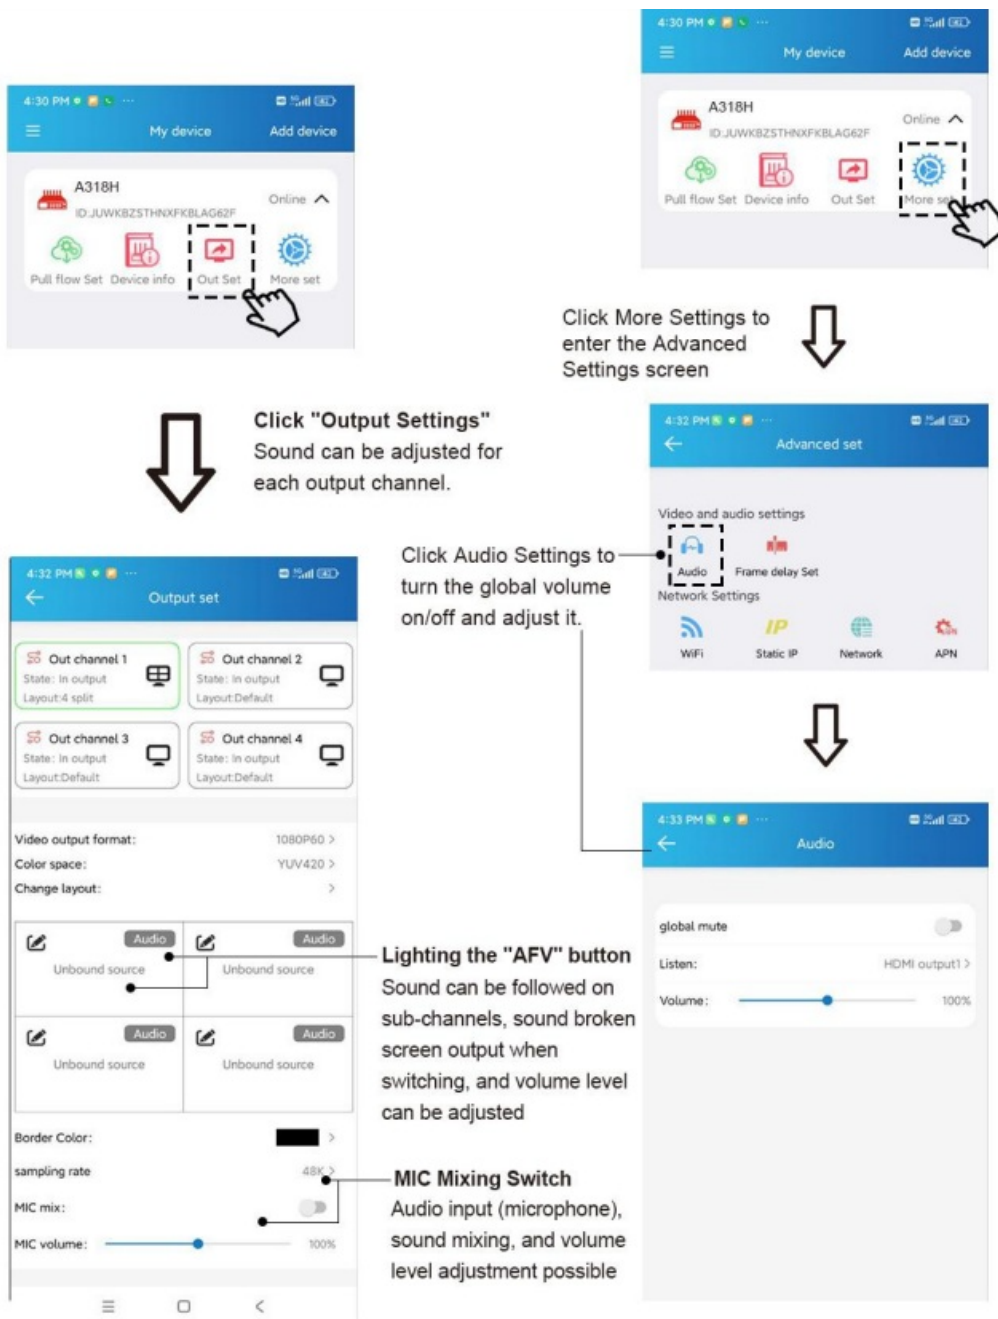 4:30 PM
My device
Add device
A318H
ID:JUWKBZSTHNXFKBLAG62F
Online
Pull flow Set
Device info
Out Set
More set
Click "Output Settings"
Sound can be adjusted for
each output channel.
4:32 PM
Output set
Out channel 1
State: In output
Layout:4 split
Out channel 2
State: In output
Layout:Default
Out channel 3
State: In output
Layout:Default
Out channel 4
State: In output
Layout:Default
Video output format:
1080P60 >
Color space:
YUV420 >
Change layout:
>
Audio
Unbound source
Audio
Unbound source
Audio
Unbound source
Audio
Unbound source
Border Color:
>
sampling rate
48K >
MIC mix:
MIC volume:
100%
Lighting the "AFV" button
Sound can be followed on
sub-channels, sound broken
screen output when
switching, and volume level
can be adjusted
MIC Mixing Switch
Audio input (microphone),
sound mixing, and volume
level adjustment possible
4:30 PM
My device
Add device
A318H
ID:JUWKBZSTHNXFKBLAG62F
Online
Pull flow Set
Device info
Out Set
More set
Click More Settings to
enter the Advanced
Settings screen
4:32 PM
Advanced set
Video and audio settings
Audio
Frame delay Set
Network Settings
WiFi
IP
Static IP
Network
APN
Click Audio Settings to
turn the global volume
on/off and adjust it.
4:33 PM
Audio
global mute
Listen:
HDMI output1 >
Volume:
100%